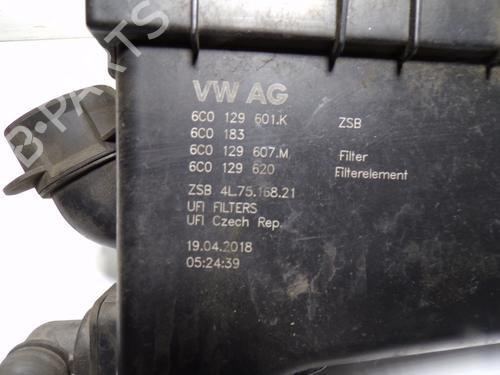 VW AG
6C0 129 601.K ZSB
6C0 183
6C0 129 607.M Filter
6C0 129 620 Filterelement
ZSB 4L.75.168.21
UFI FILTERS
UFI Czech Rep.
19.04.2018
05:24:39
B-PARTS